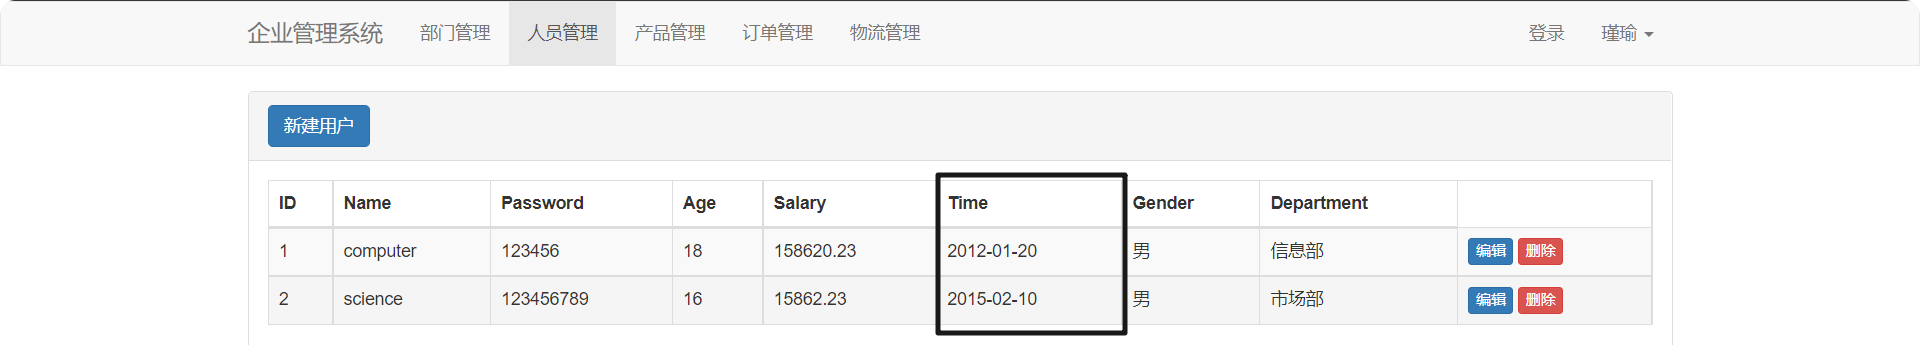 企业管理系统 部门管理 人员管理 产品管理 订单管理 物流管理 登录 瑾瑜
新建用户
ID Name Password Age Salary Time Gender Department
1 computer 123456 18 158620.23 2012-01-20 男 信息部 编辑 删除
2 science 123456789 16 15862.23 2015-02-10 男 市场部 编辑 删除